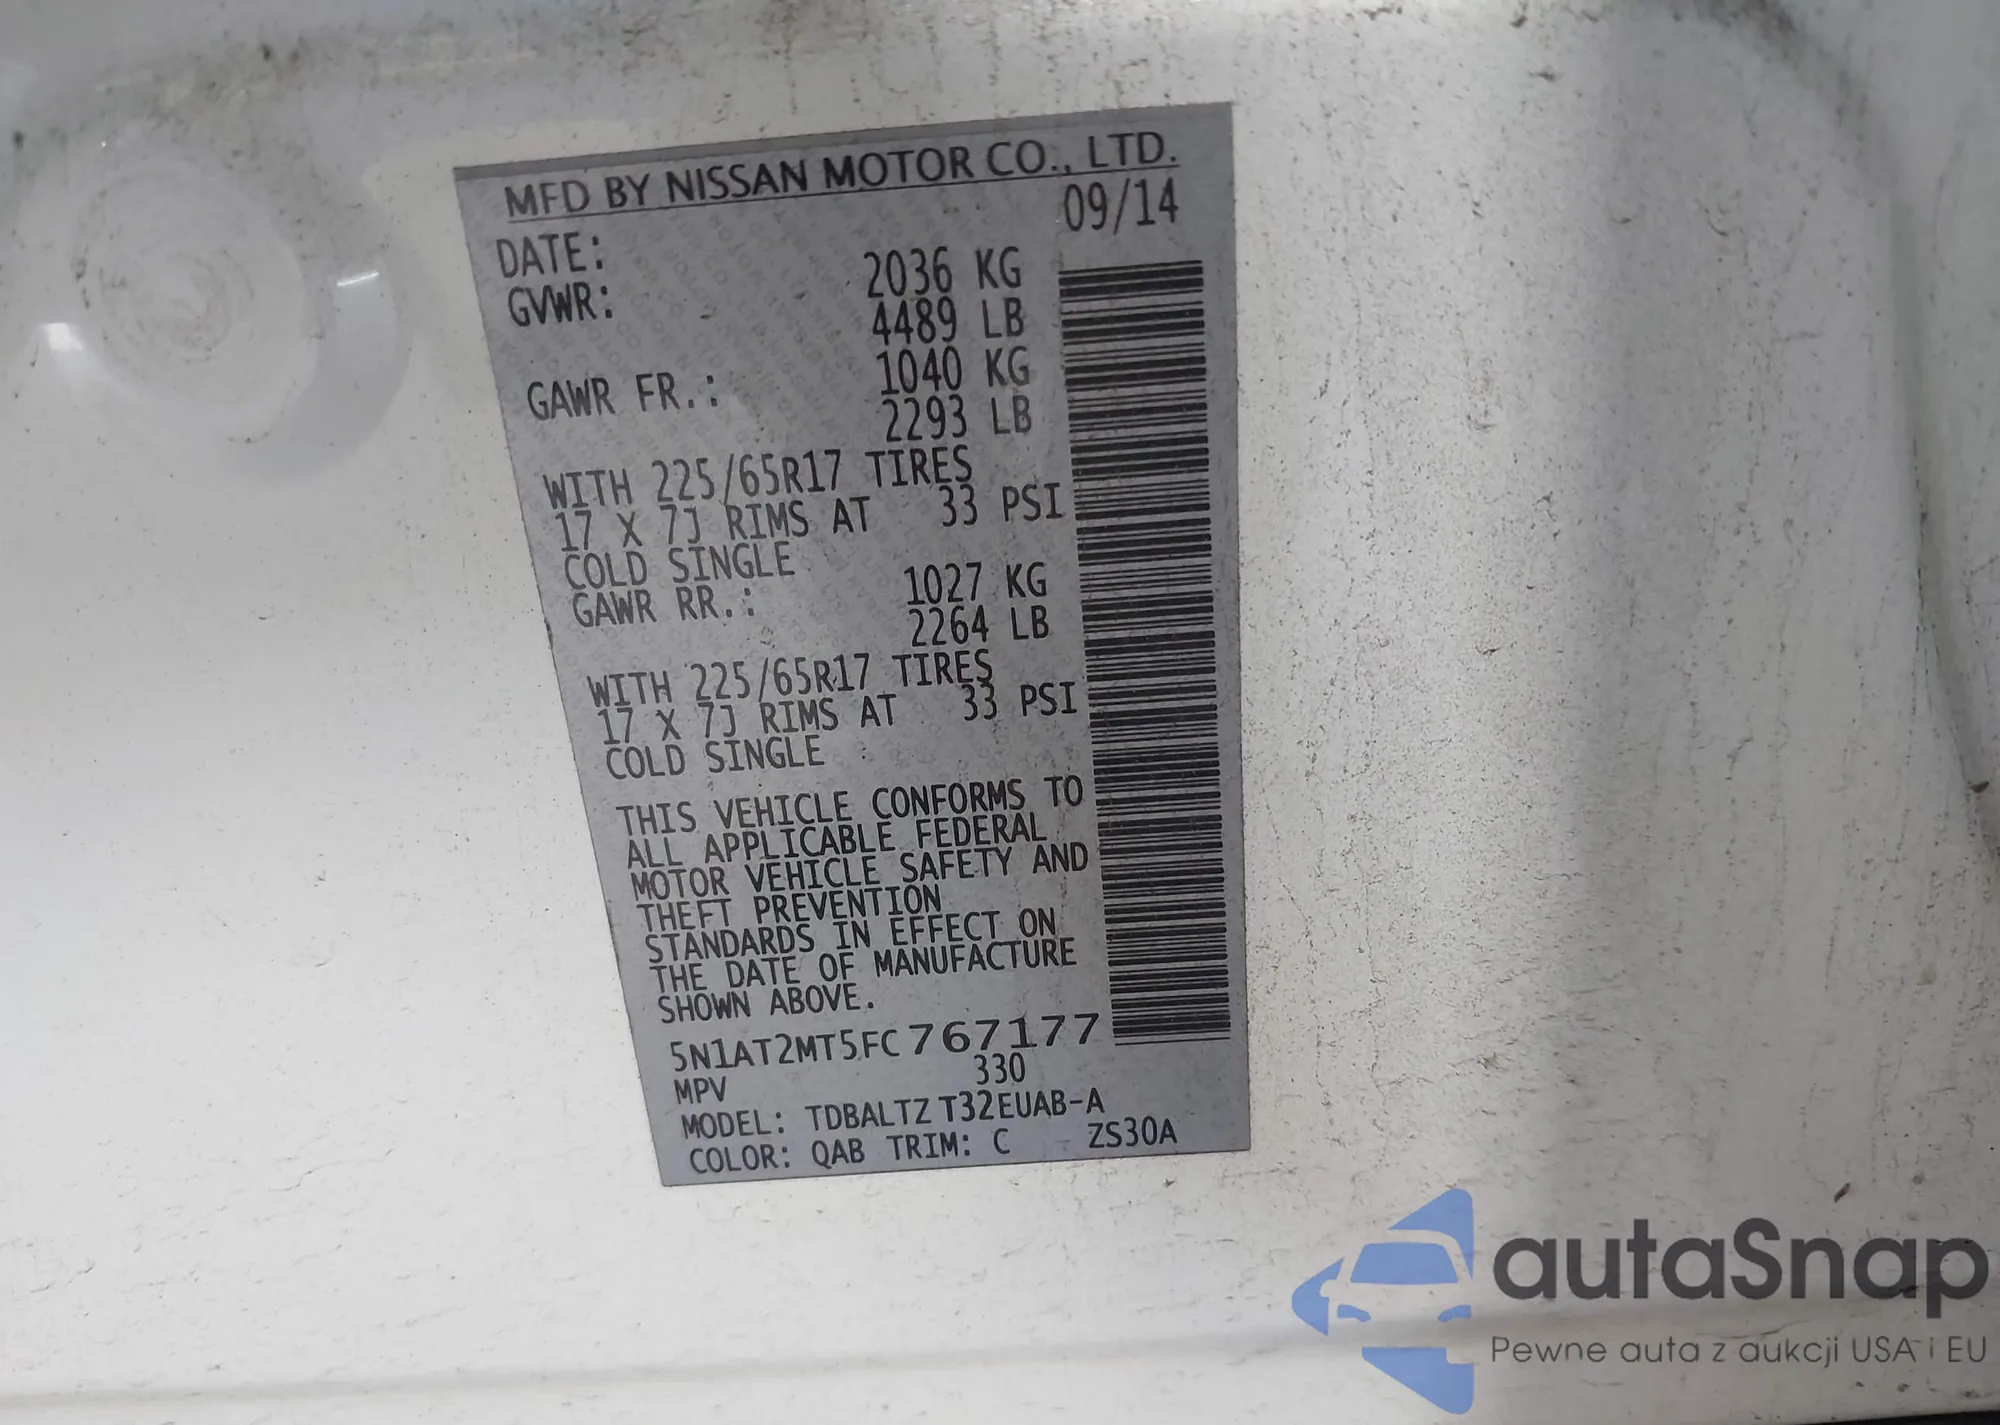 MFD BY NISSAN MOTOR CO., LTD.
DATE: 09/14
GVWR: 2036 KG
4489 LB
GAWR FR.: 1040 KG
2293 LB
WITH 225/65R17 TIRES
17 X 7J RIMS AT 33 PSI
COLD SINGLE
GAWR RR.: 1027 KG
2264 LB
WITH 225/65R17 TIRES
17 X 7J RIMS AT 33 PSI
COLD SINGLE
THIS VEHICLE CONFORMS TO
ALL APPLICABLE FEDERAL
MOTOR VEHICLE SAFETY AND
THEFT PREVENTION
STANDARDS IN EFFECT ON
THE DATE OF MANUFACTURE
SHOWN ABOVE.
5N1AT2MT5FC767177
MPV 330
MODEL: TDBALTZ T32EUAB-A
COLOR: QAB TRIM: C ZS30A
autaSnap
Pewne auta z aukcji USA i EU